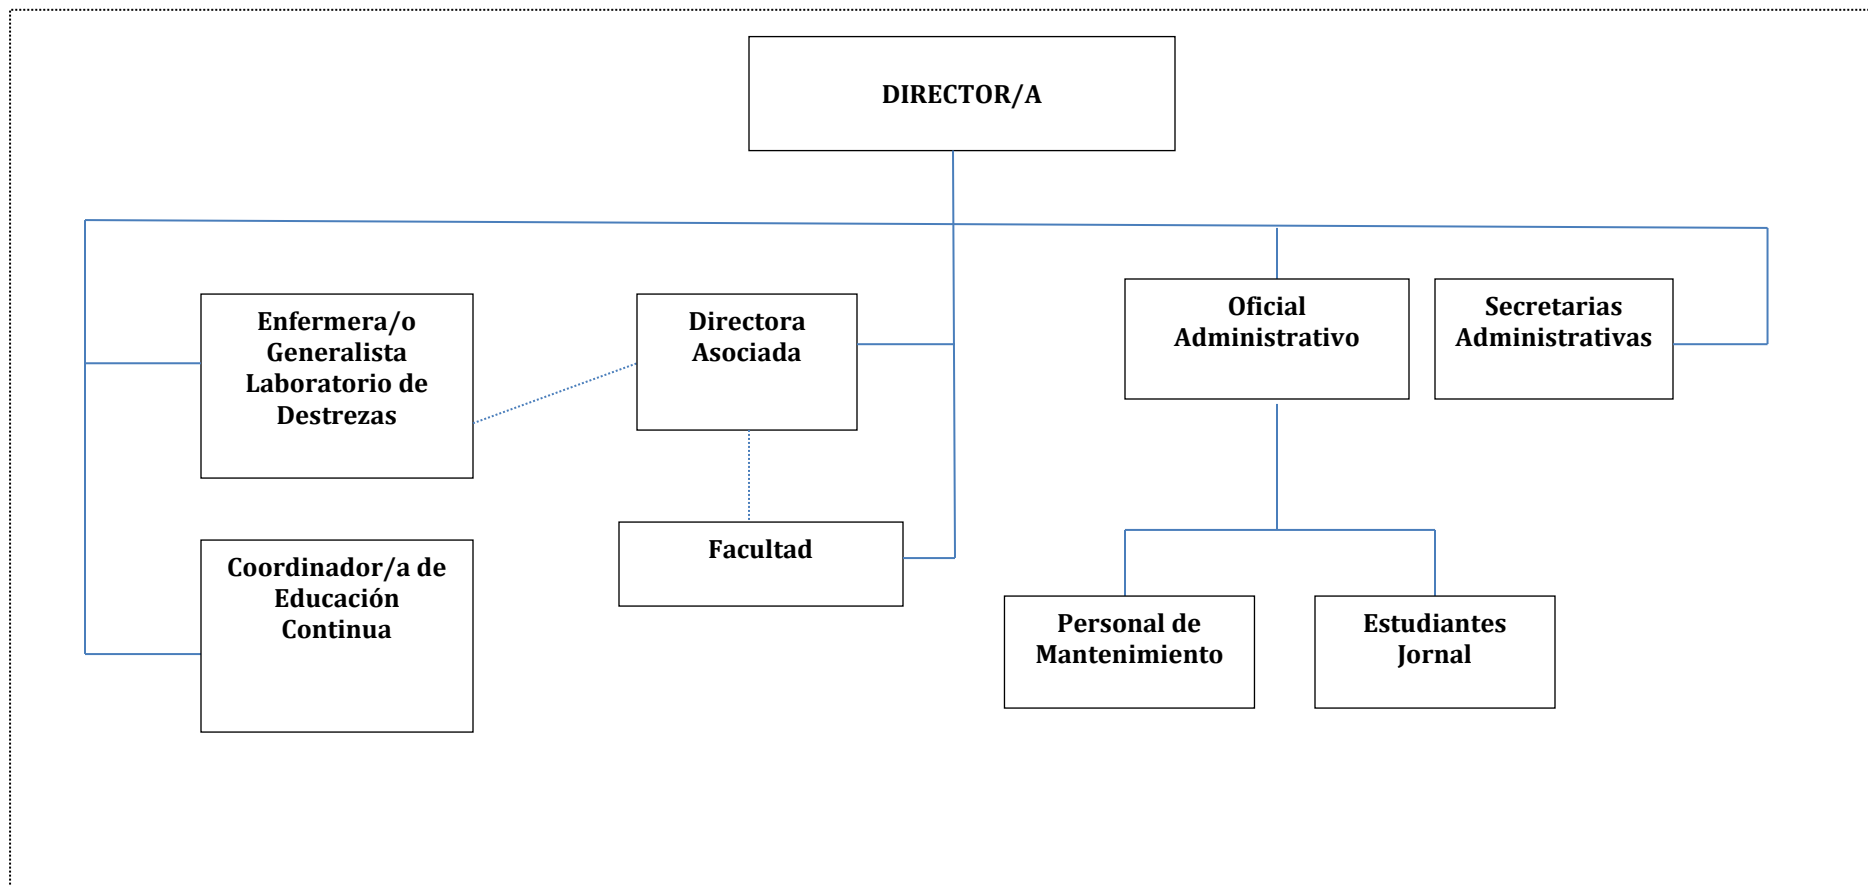 DIRECTOR/A
Enfermera/o
Generalista
Laboratorio de
Destrezas
Directora
Asociada
Oficial
Administrativo
Secretarias
Administrativas
Facultad
Coordinador/a de
Educación
Continua
Personal de
Mantenimiento
Estudiantes
Jornal